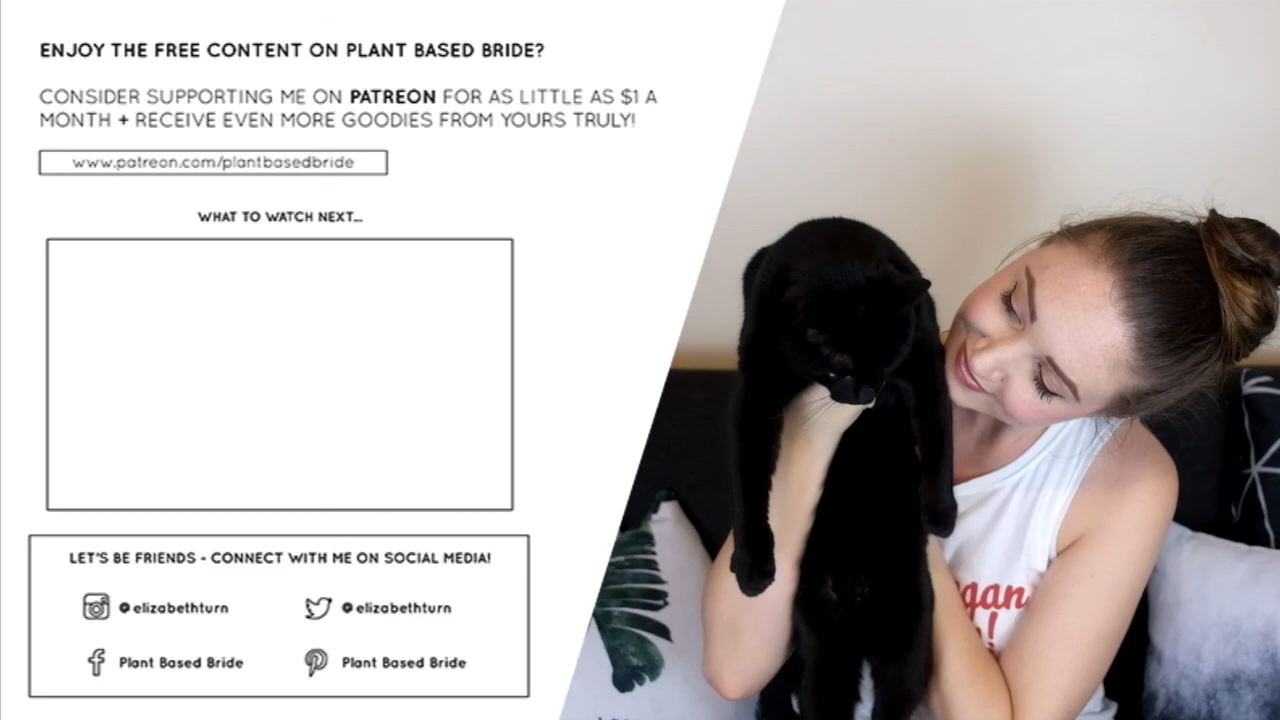 ENJOY THE FREE CONTENT ON PLANT BASED BRIDE?
CONSIDER SUPPORTING ME ON PATREON FOR AS LITTLE AS $1 A
MONTH + RECEIVE EVEN MORE GOODIES FROM YOURS TRULY!
www.patreon.com/plantbasedbride
WHAT TO WATCH NEXT...
LET'S BE FRIENDS - CONNECT WITH ME ON SOCIAL MEDIA!
@elizabethturn @elizabethturn
Plant Based Bride Plant Based Bride